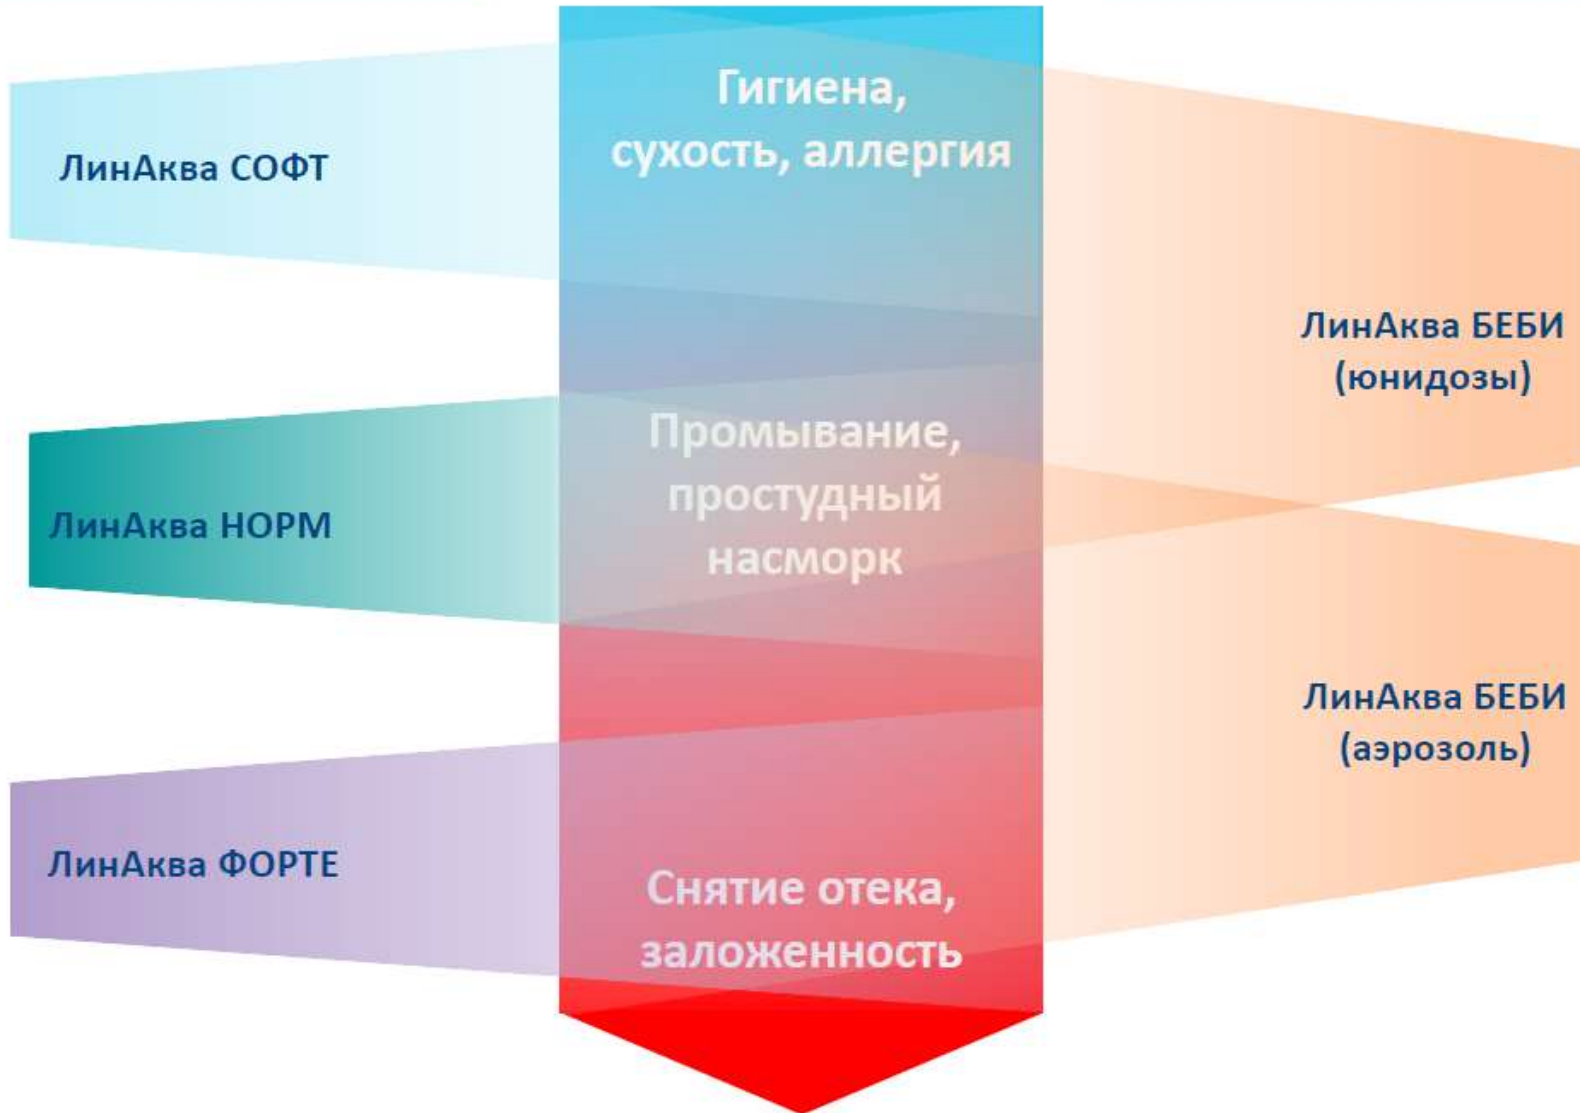 ЛинАква СОФТ
Гигиена,
сухость, аллергия
ЛинАква БЕБИ
(юнидозы)
ЛинАква НОРМ
Промывание,
простудный
насморк
ЛинАква БЕБИ
(аэрозоль)
ЛинАква ФОРТЕ
Снятие отека,
заложенность